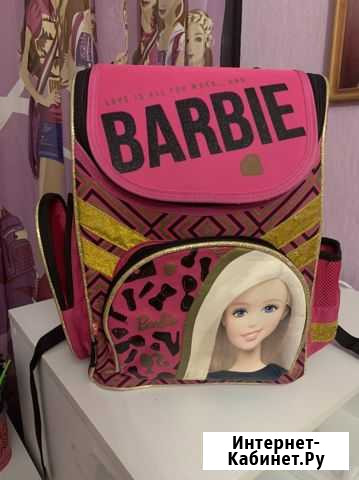 LOVE IS ALL YOU NEED... AND
BARBIE
Barbie
Интернет-
Кабинет.Ру